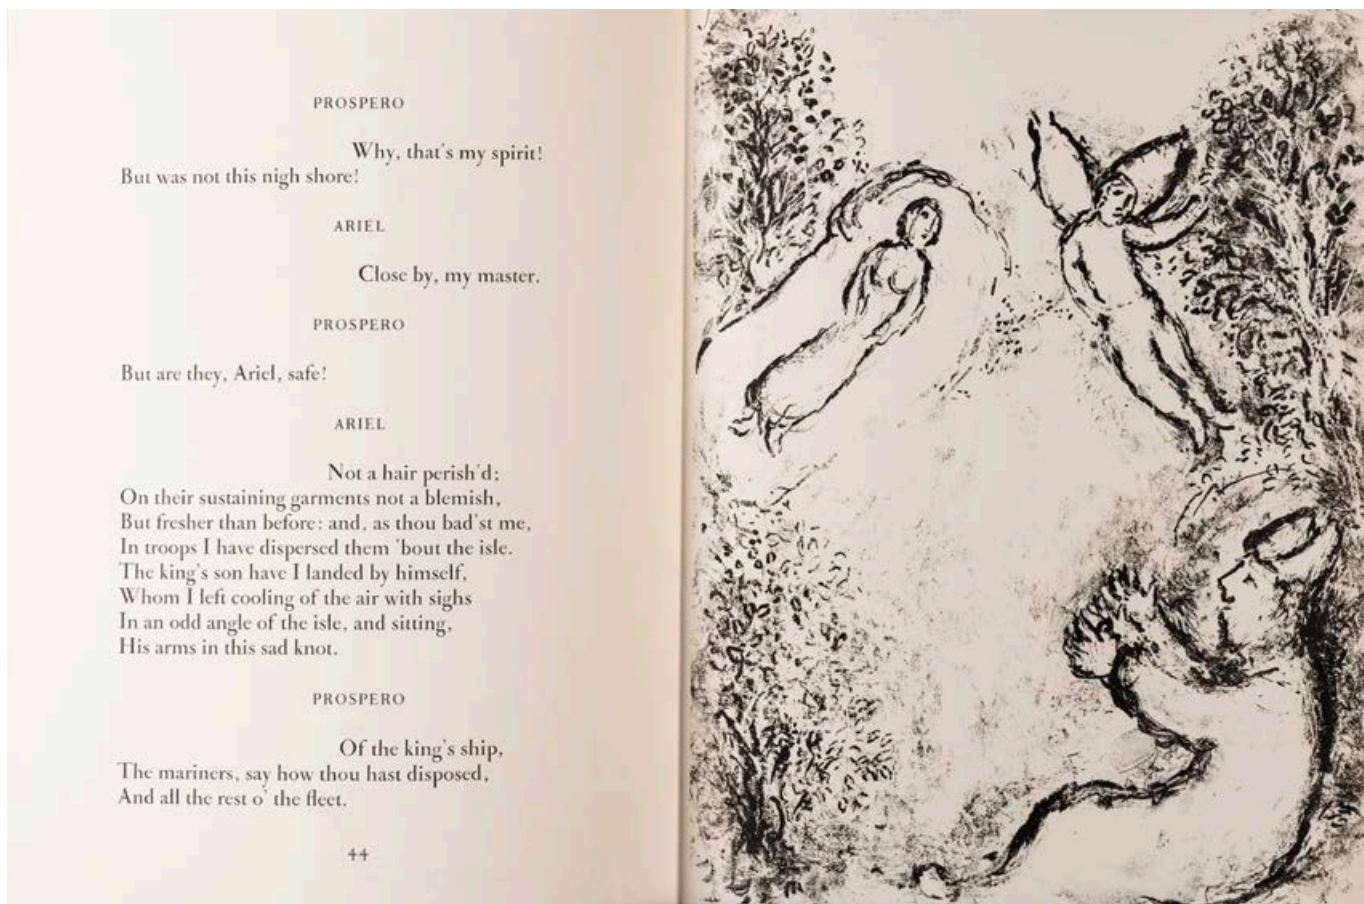 PROSPERO
Why, that's my spirit!
But was not this nigh shore!
ARIEL
Close by, my master.
PROSPERO
But are they, Ariel, safe!
ARIEL
Not a hair perish'd;
On their sustaining garments not a blemish,
But fresher than before: and, as thou bad'st me,
In troops I have dispersed them 'bout the isle.
The king's son have I landed by himself,
Whom I left cooling of the air with sighs
In an odd angle of the isle, and sitting,
His arms in this sad knot.
PROSPERO
Of the king's ship,
The mariners, say how thou hast disposed,
And all the rest o' the fleet.
44